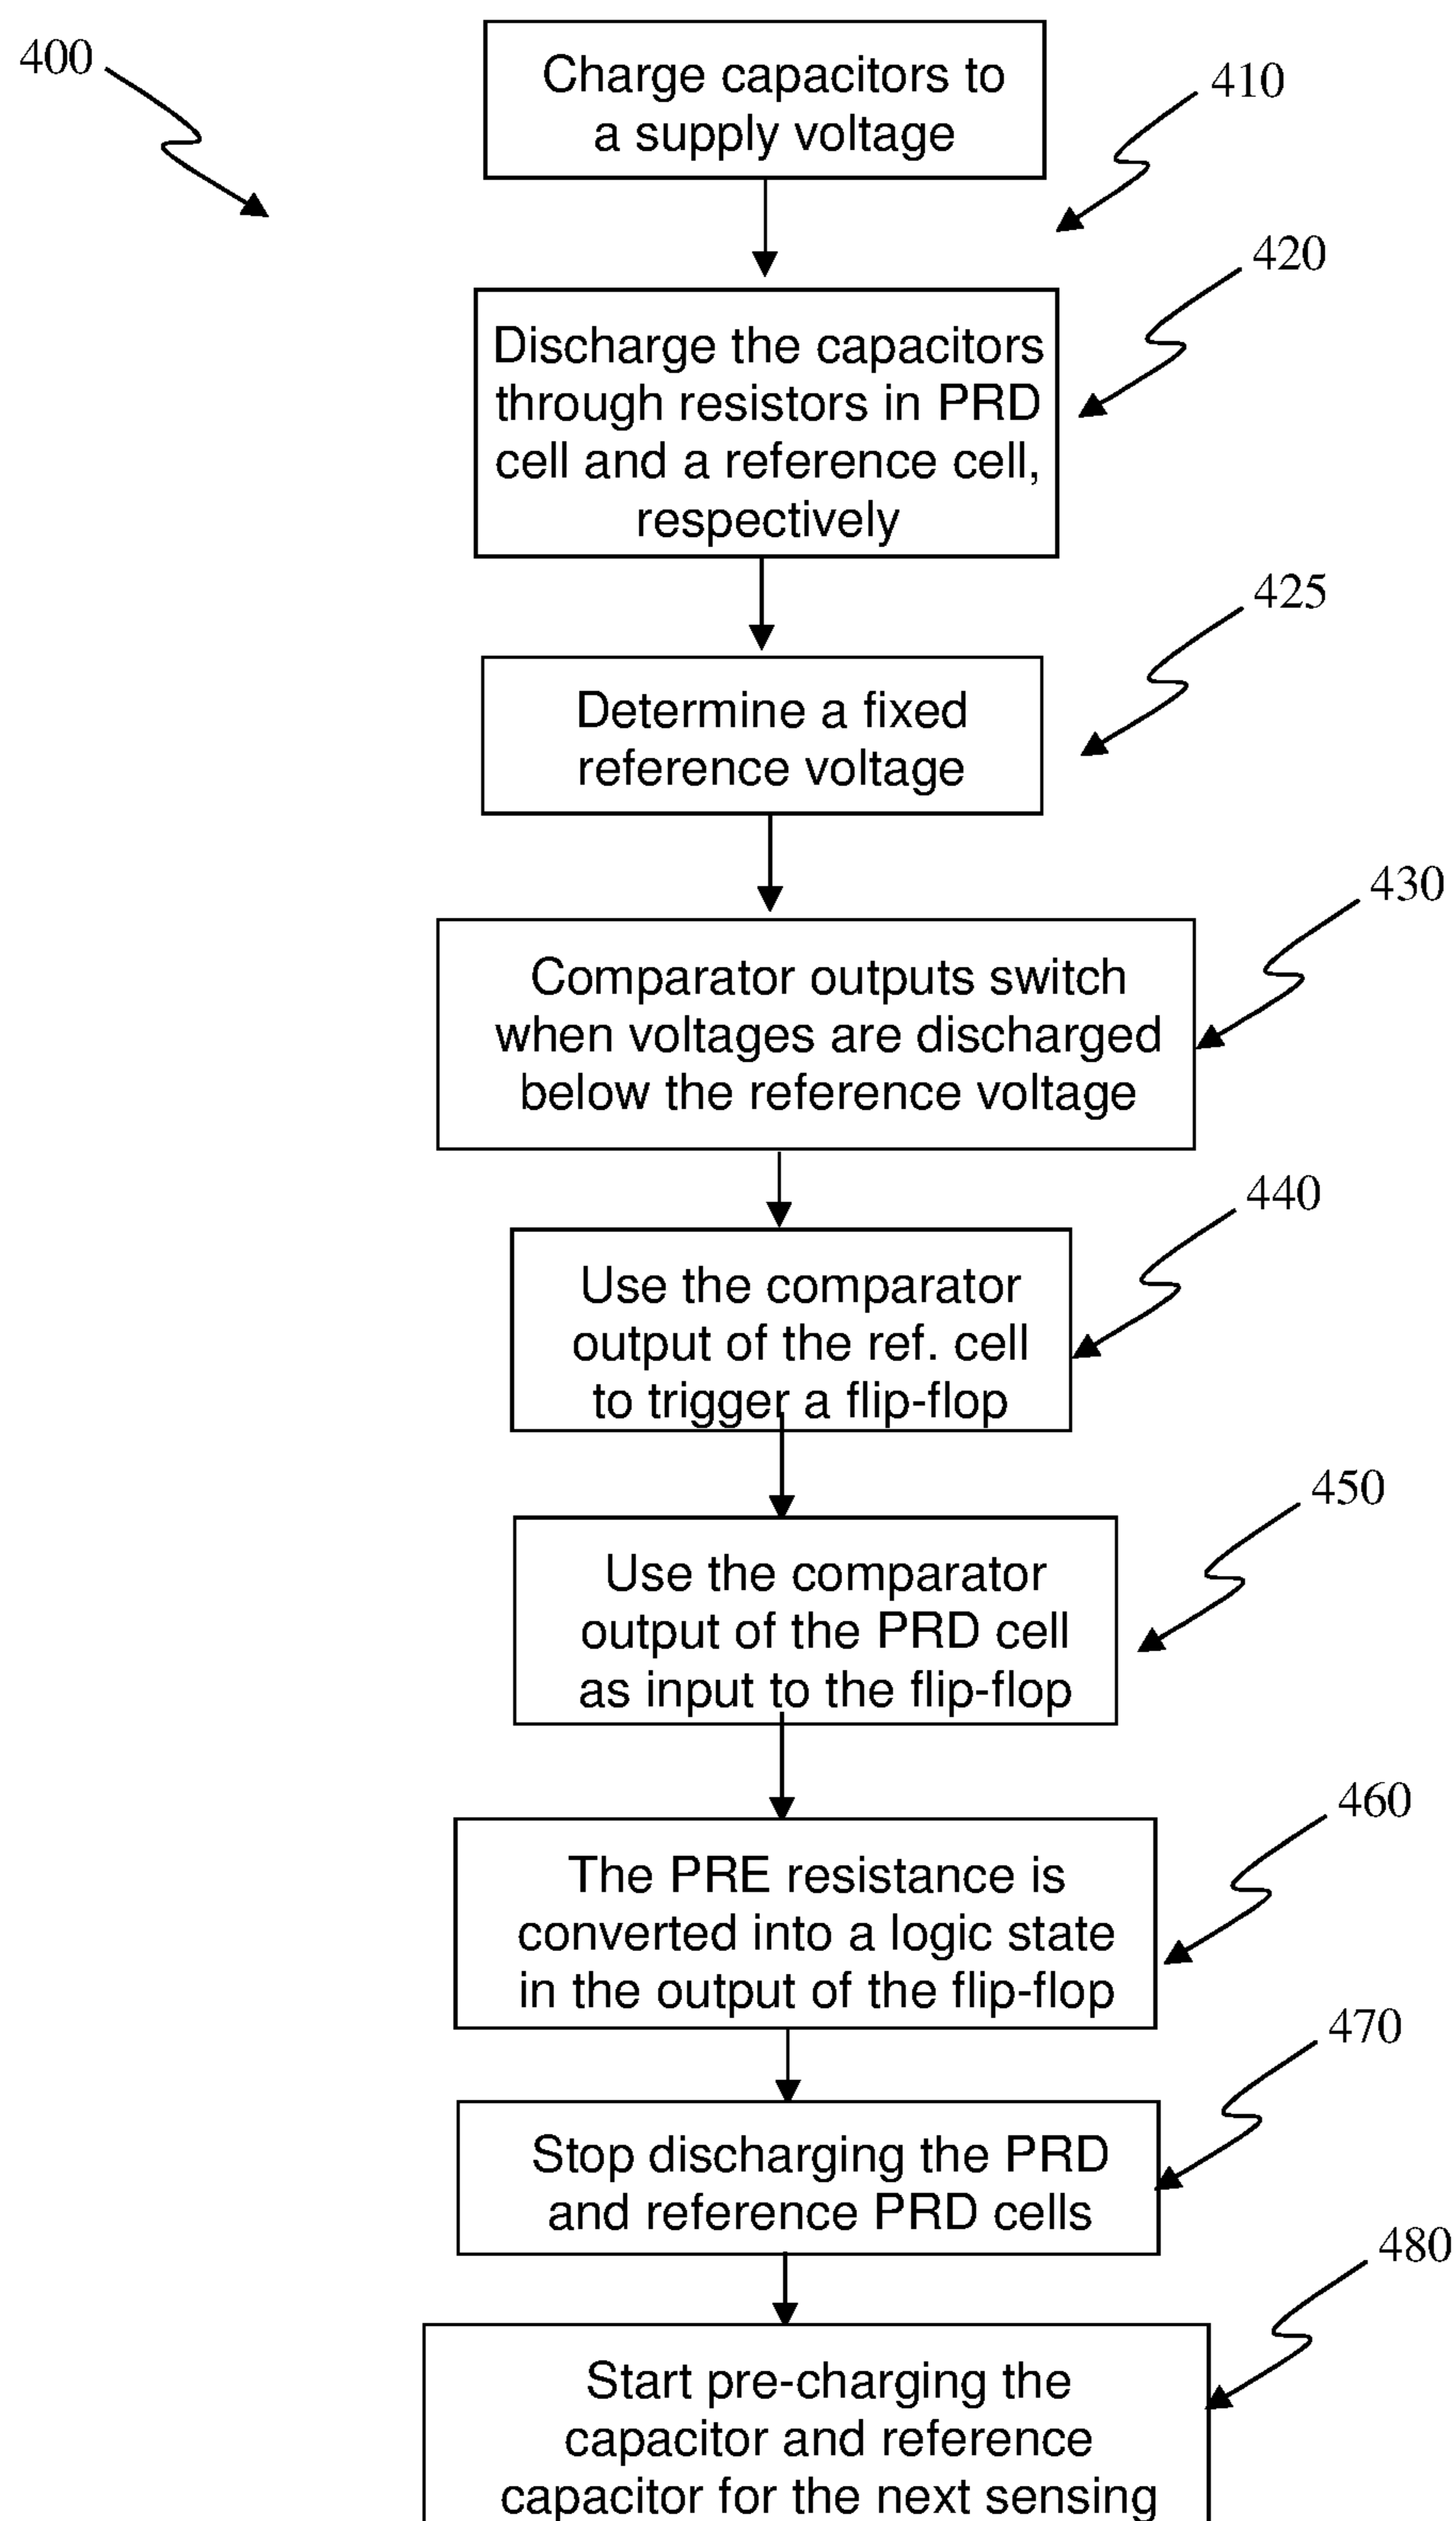 400
Charge capacitors to
a supply voltage
410
420
Discharge the capacitors
through resistors in PRD
cell and a reference cell,
respectively
425
Determine a fixed
reference voltage
430
Comparator outputs switch
when voltages are discharged
below the reference voltage
440
Use the comparator
output of the ref. cell
to trigger a flip-flop
450
Use the comparator
output of the PRD cell
as input to the flip-flop
460
The PRE resistance is
converted into a logic state
in the output of the flip-flop
470
Stop discharging the PRD
and reference PRD cells
480
Start pre-charging the
capacitor and reference
capacitor for the next sensing